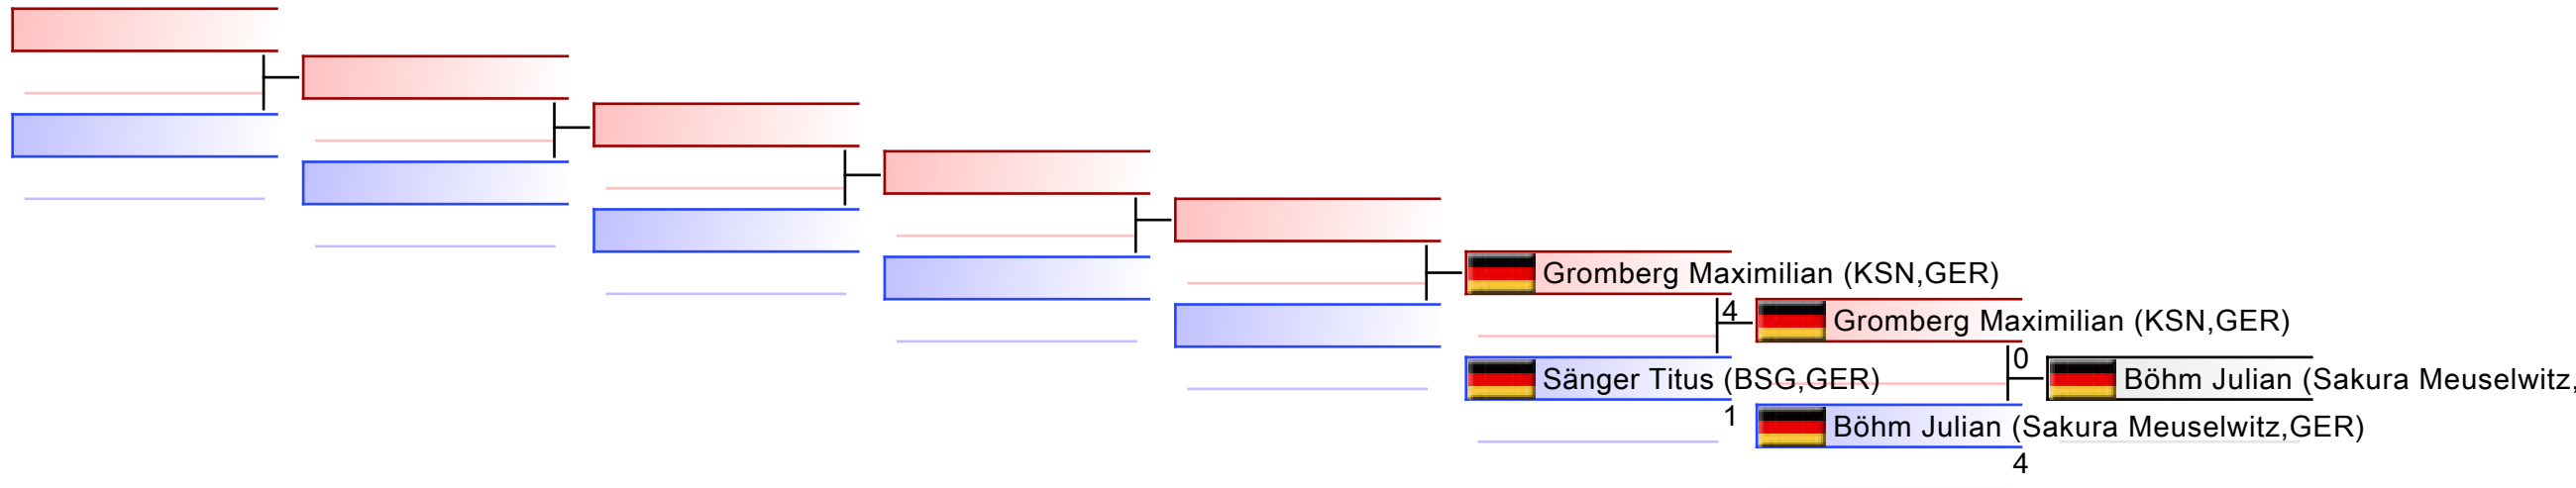 Gromberg Maximilian (KSN,GER)
4
Gromberg Maximilian (KSN,GER)
0
Sänger Titus (BSG,GER)
Böhm Julian (Sakura Meuselwitz,
1
Böhm Julian (Sakura Meuselwitz,GER)
4